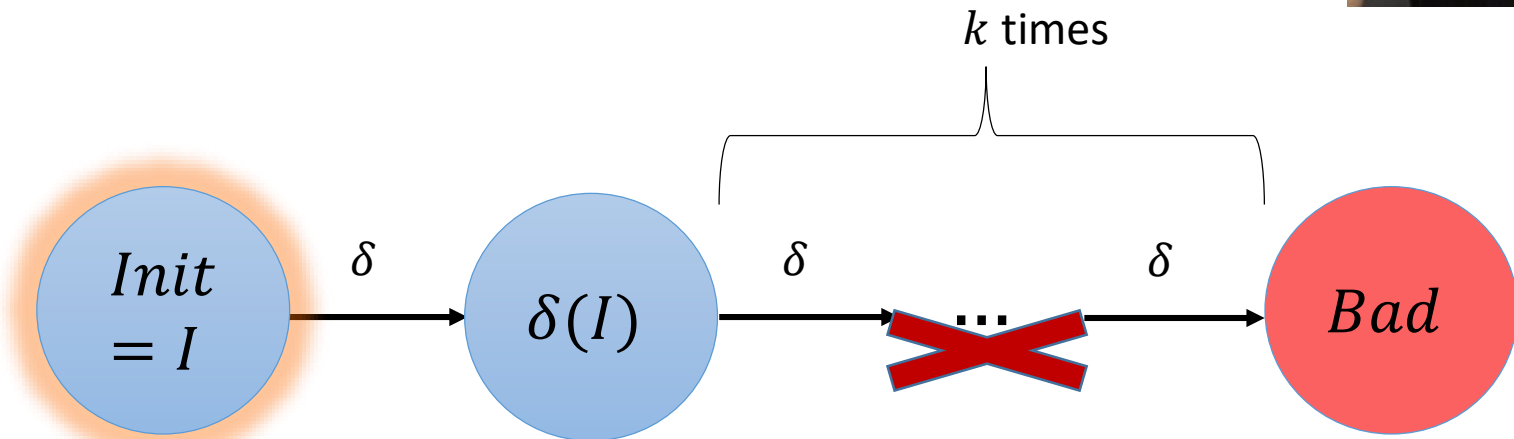 𝑘 times
𝛿
𝛿
𝛿
𝐼𝑛𝑖𝑡
= 𝐼
𝛿(𝐼)
...
𝐵𝑎𝑑